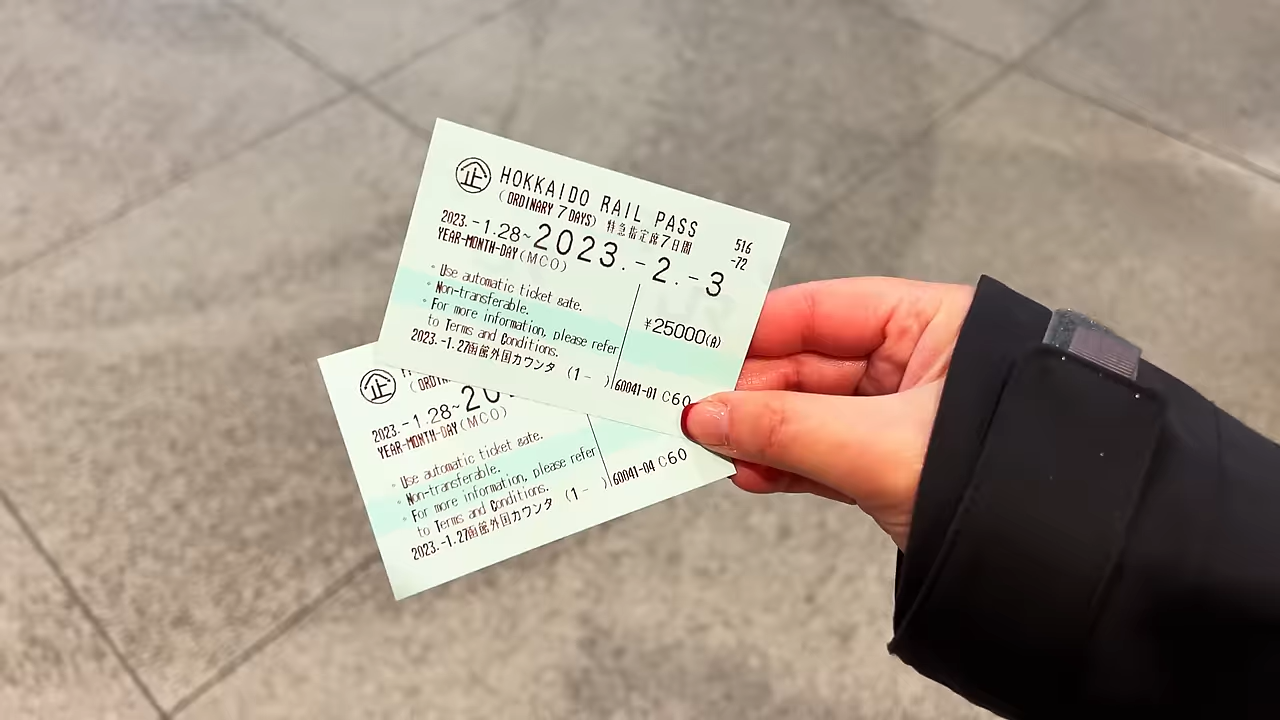 企 HOKKAIDO RAIL PASS
(ORDINARY 7 DAYS) 特急指定席7日間
516
-72
2023.-1.28~2023.-2.-3
YEAR-MONTH-DAY(MCO)
◦Use automatic ticket gate.
◦Non-transferable.
◦For more information, please refer
to Terms and Conditions.
¥25000(A)
2023.-1.27函館外国カウンタ (1- ) 60041-01 C60
企
2023.-1.28~20
YEAR-MONTH-DAY(MCO)
◦Use automatic ticket gate.
◦Non-transferable.
◦For more information, please refer
to Terms and Conditions.
2023.-1.27函館外国カウンタ (1- ) 60041-04 C60